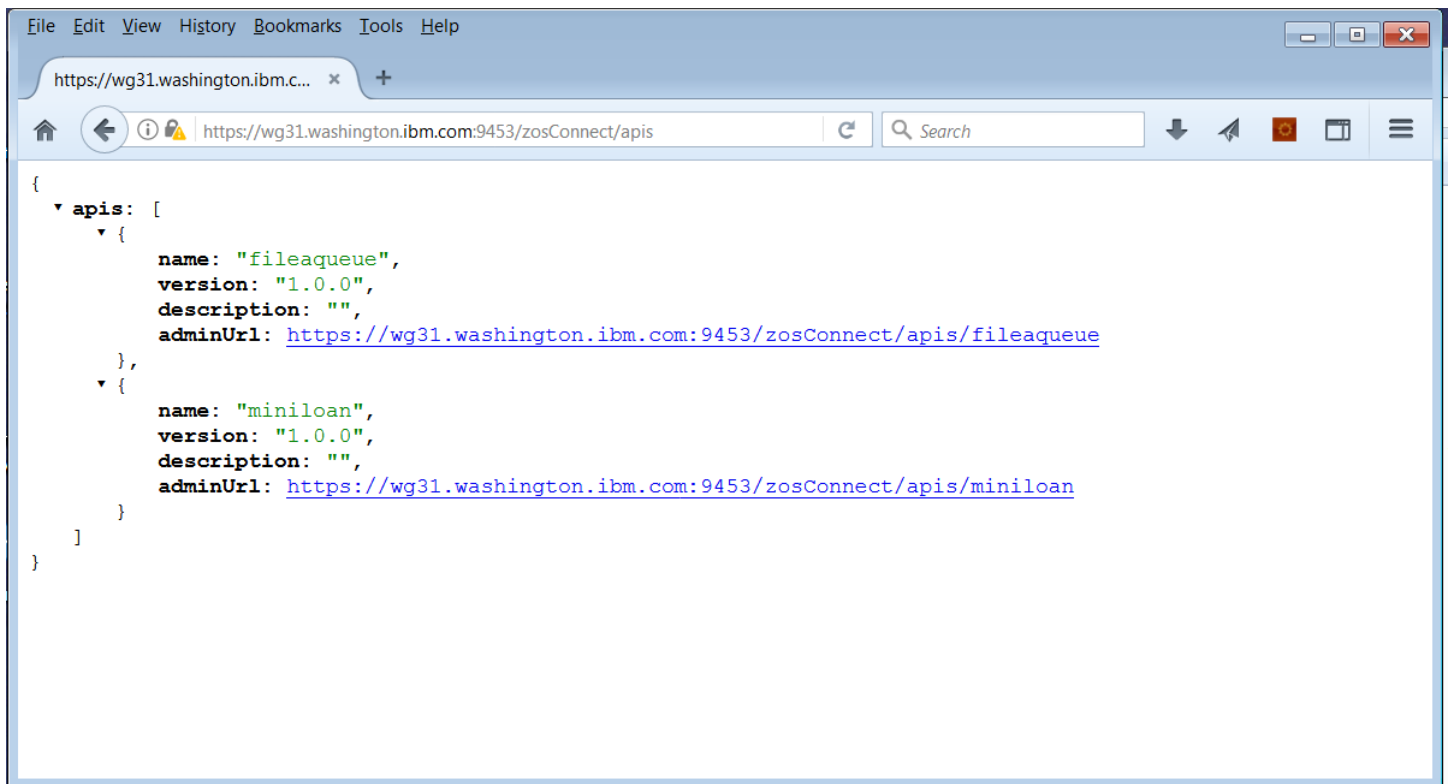 File Edit View History Bookmarks Tools Help
https://wg31.washington.ibm.c... × +
https://wg31.washington.ibm.com:9453/zosConnect/apis Search
{
apis: [
{
name: "fileaqueue",
version: "1.0.0",
description: "",
adminUrl: https://wg31.washington.ibm.com:9453/zosConnect/apis/fileaqueue
},
{
name: "miniloan",
version: "1.0.0",
description: "",
adminUrl: https://wg31.washington.ibm.com:9453/zosConnect/apis/miniloan
}
]
}